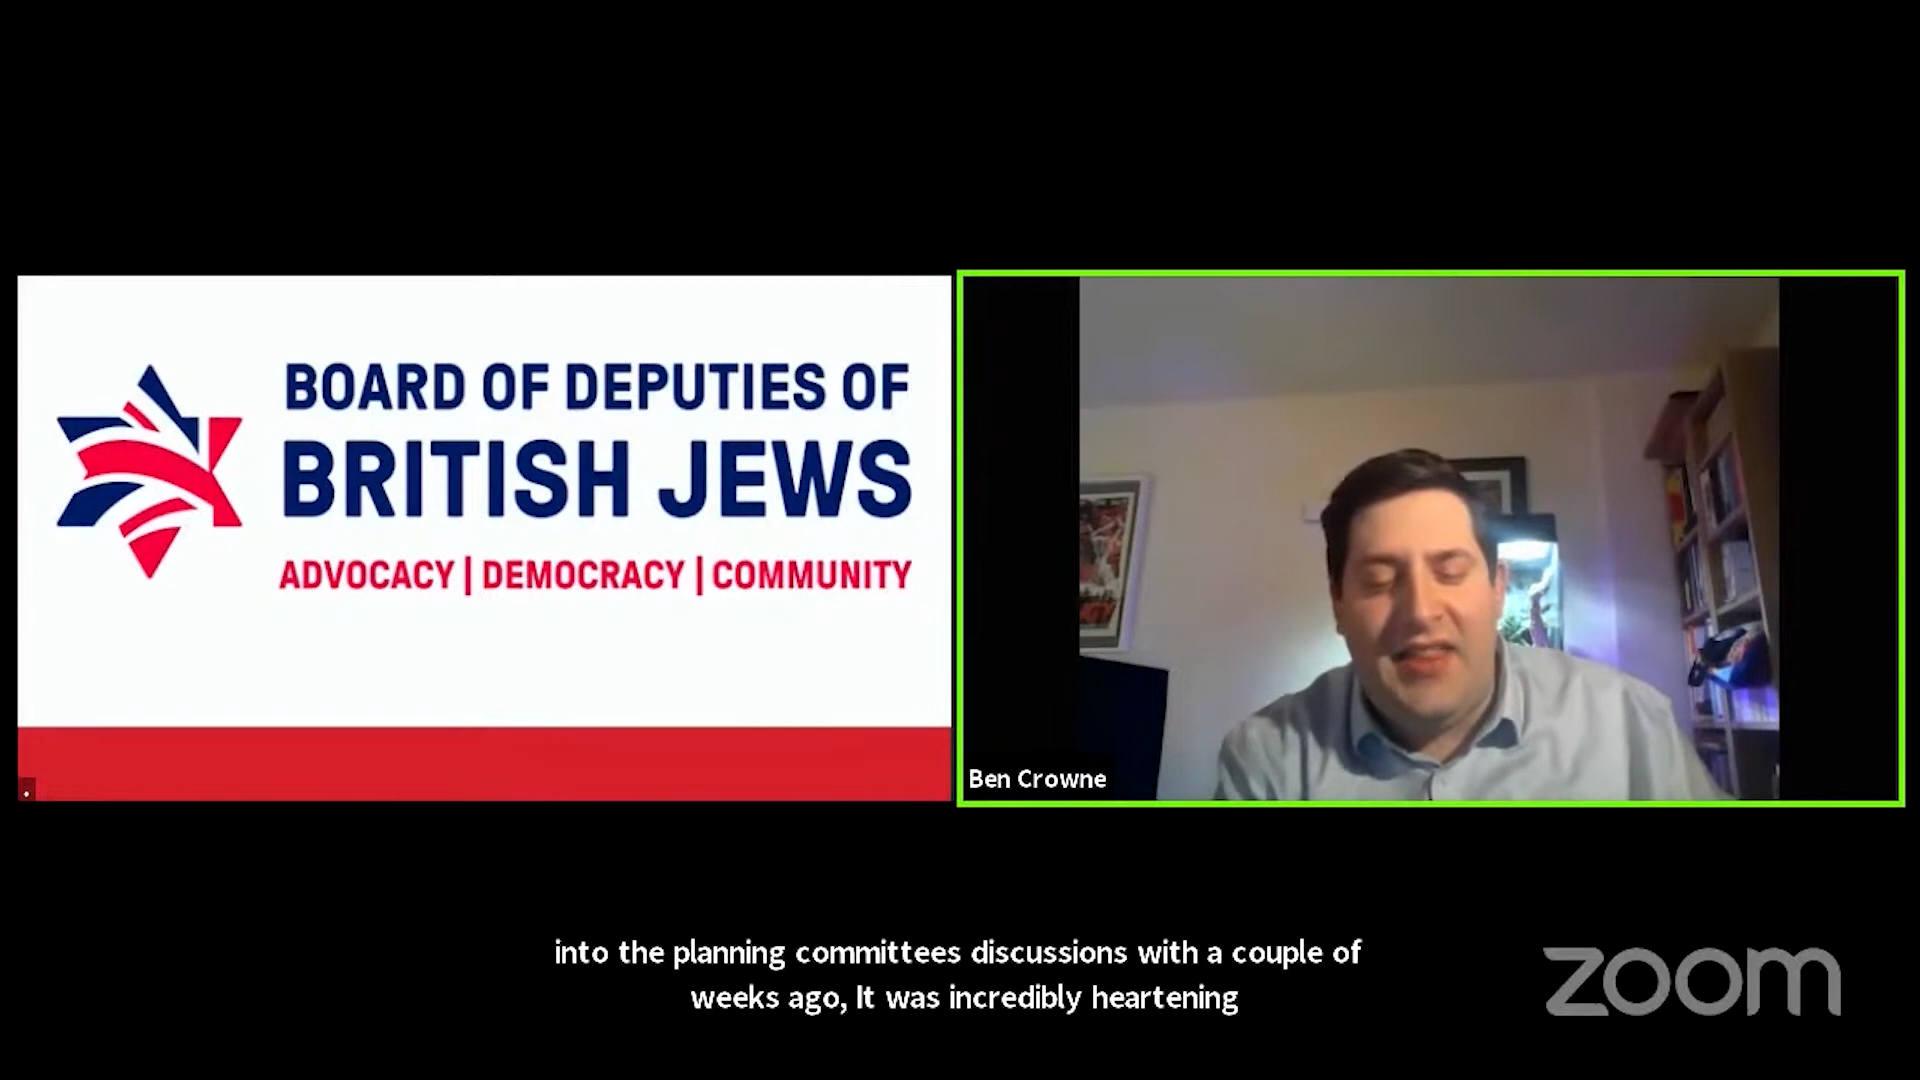 BOARD OF DEPUTIES OF
BRITISH JEWS
ADVOCACY | DEMOCRACY | COMMUNITY
Ben Crowne
into the planning committees discussions with a couple of
weeks ago, It was incredibly heartening
zoom